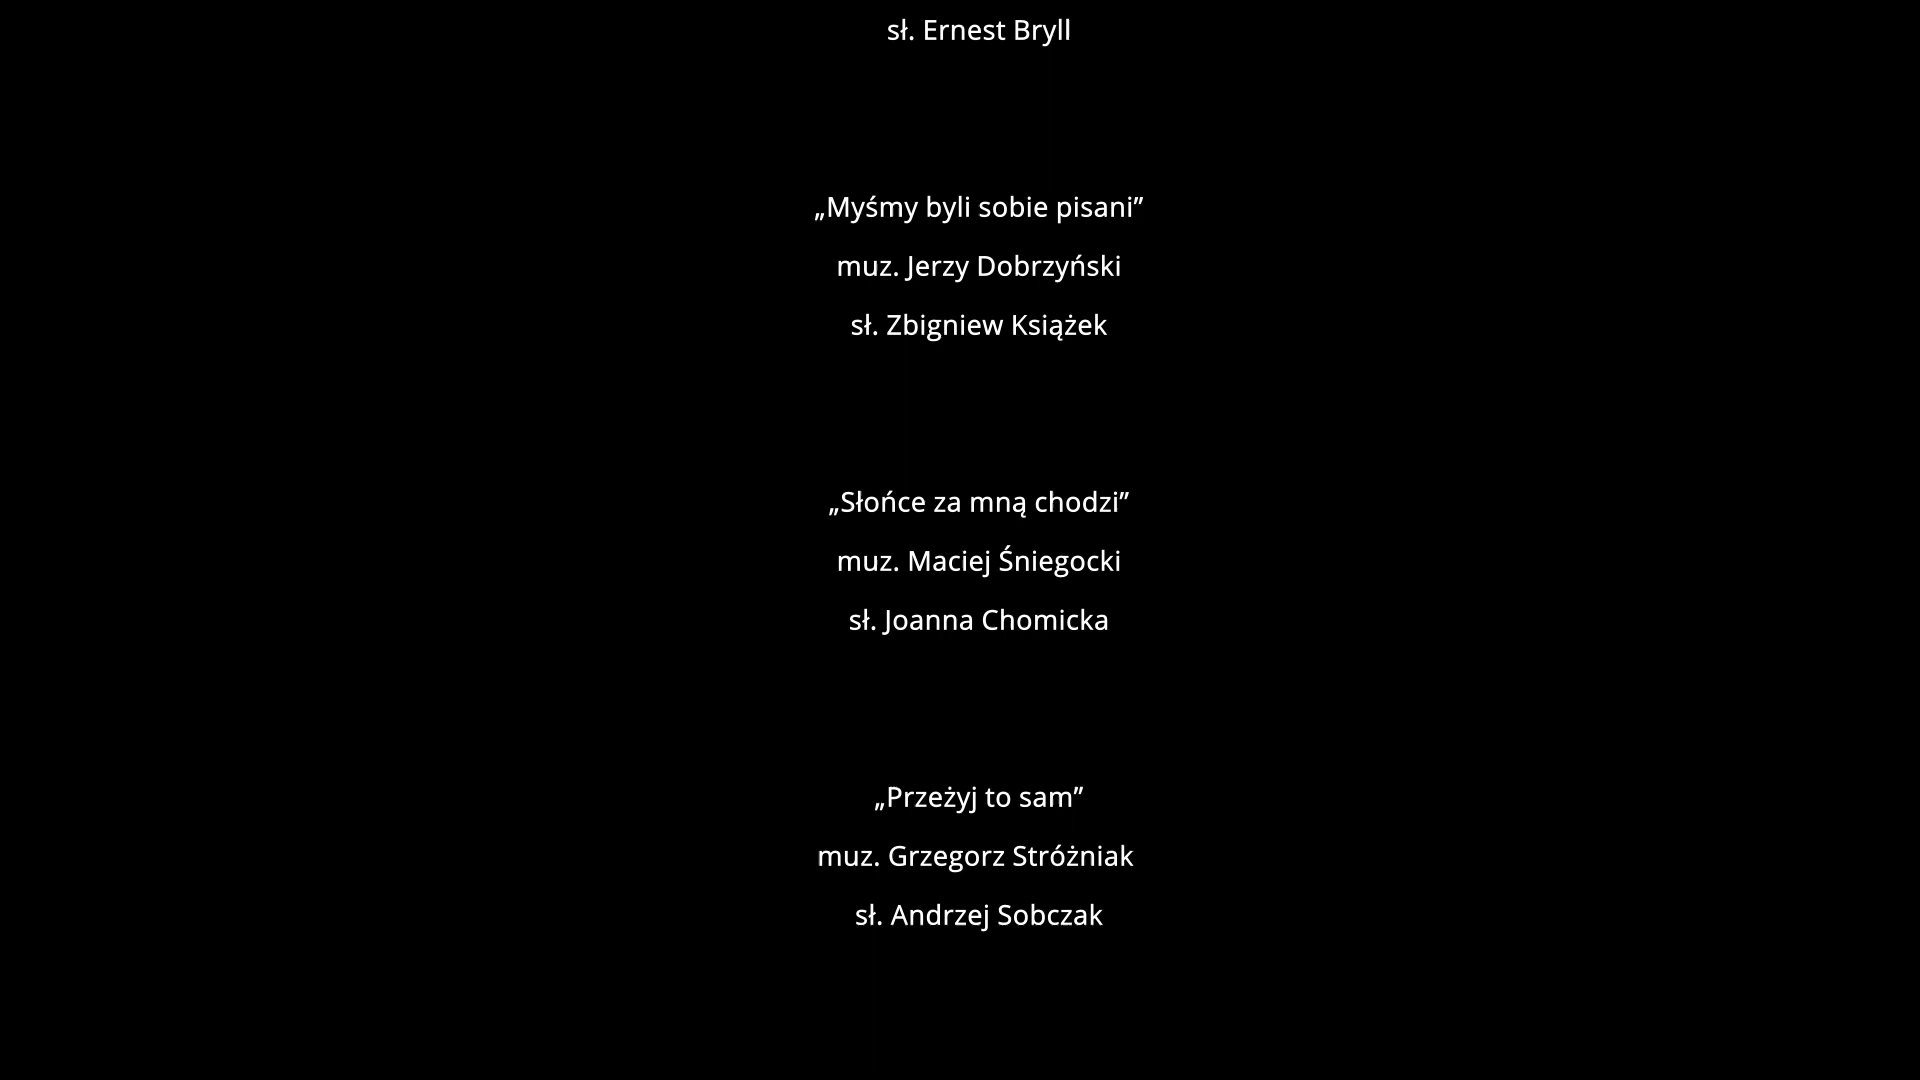 sł. Ernest Bryll
„Myśmy byli sobie pisani”
muz. Jerzy Dobrzyński
sł. Zbigniew Książek
„Słońce za mną chodzi”
muz. Maciej Śniegocki
sł. Joanna Chomicka
„Przeżyj to sam”
muz. Grzegorz Stróżniak
sł. Andrzej Sobczak